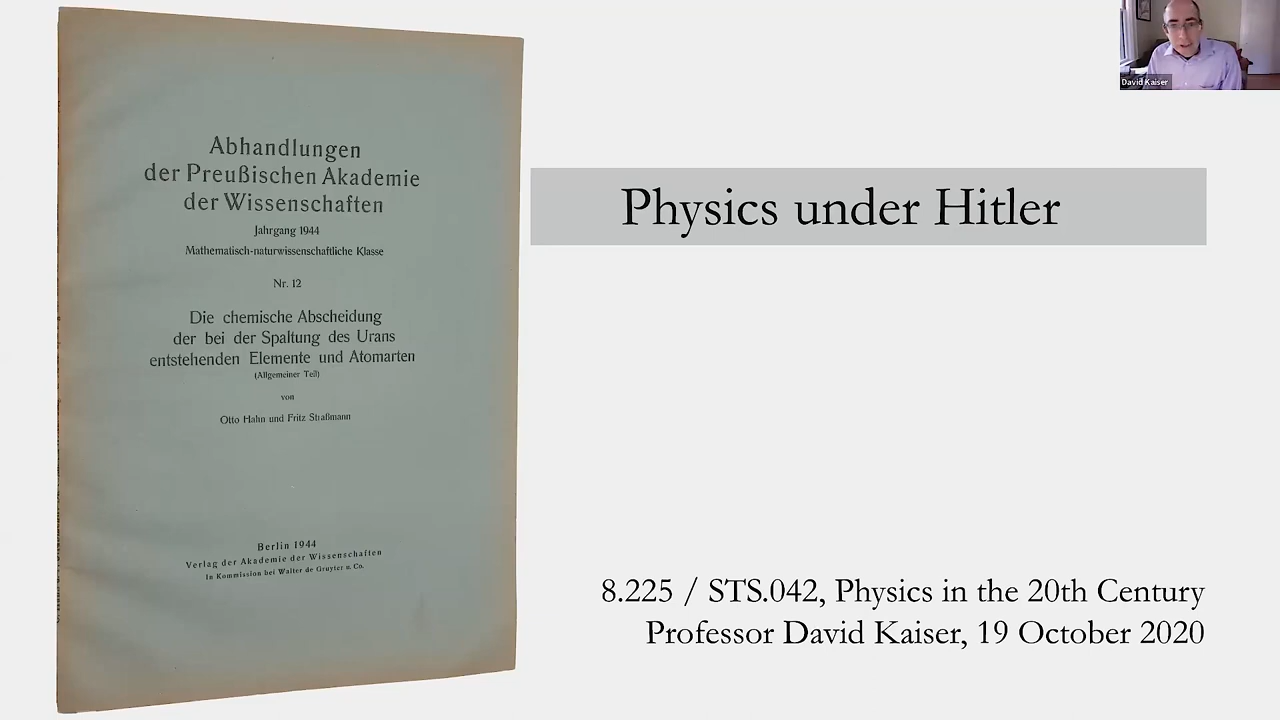 Abhandlungen
der Preußischen Akademie
der Wissenschaften
Jahrgang 1944
Mathematisch-naturwissenschaftliche Klasse
Nr. 12
Die chemische Abscheidung
der bei der Spaltung des Urans
entstehenden Elemente und Atomarten
(Allgemeiner Teil)
von
Otto Hahn und Fritz Straßmann
Berlin 1944
Verlag der Akademie der Wissenschaften
In Kommission bei Walter de Gruyter u. Co.
David Kaiser
Physics under Hitler
8.225 / STS.042, Physics in the 20th Century
Professor David Kaiser, 19 October 2020